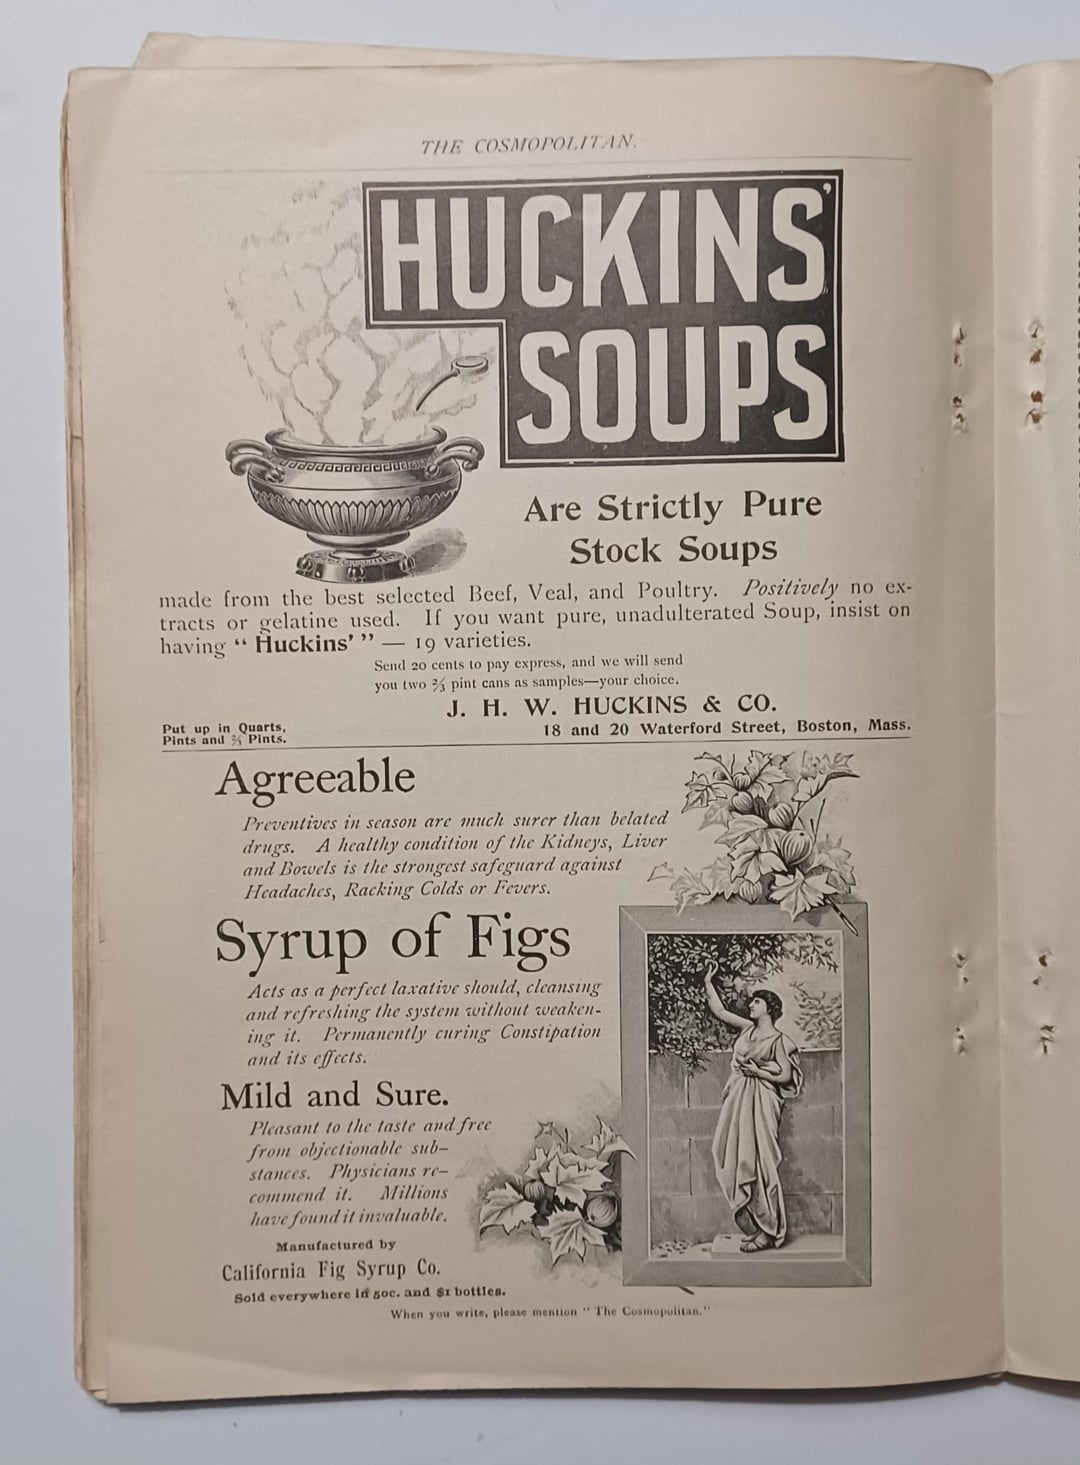 THE COSMOPOLITAN.
HUCKINS'
SOUPS
Are Strictly Pure
Stock Soups
made from the best selected Beef, Veal, and Poultry. Positively no ex-
tracts or gelatine used. If you want pure, unadulterated Soup, insist on
having “ Huckins’ ” — 19 varieties.
Send 20 cents to pay express, and we will send
you two ⅔ pint cans as samples—your choice.
J. H. W. HUCKINS & CO.
Put up in Quarts,
Pints and ⅔ Pints.
18 and 20 Waterford Street, Boston, Mass.
Agreeable
Preventives in season are much surer than belated
drugs. A healthy condition of the Kidneys, Liver
and Bowels is the strongest safeguard against
Headaches, Racking Colds or Fevers.
Syrup of Figs
Acts as a perfect laxative should, cleansing
and refreshing the system without weaken-
ing it. Permanently curing Constipation
and its effects.
Mild and Sure.
Pleasant to the taste and free
from objectionable sub-
stances. Physicians re-
commend it. Millions
have found it invaluable.
Manufactured by
California Fig Syrup Co.
Sold everywhere in 50c. and $1 bottles.
When you write, please mention “ The Cosmopolitan.”